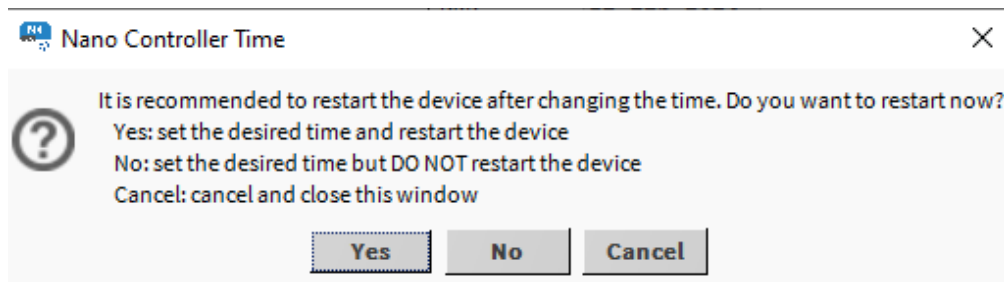 Nano Controller Time
It is recommended to restart the device after changing the time. Do you want to restart now?
Yes: set the desired time and restart the device
No: set the desired time but DO NOT restart the device
Cancel: cancel and close this window
Yes No Cancel